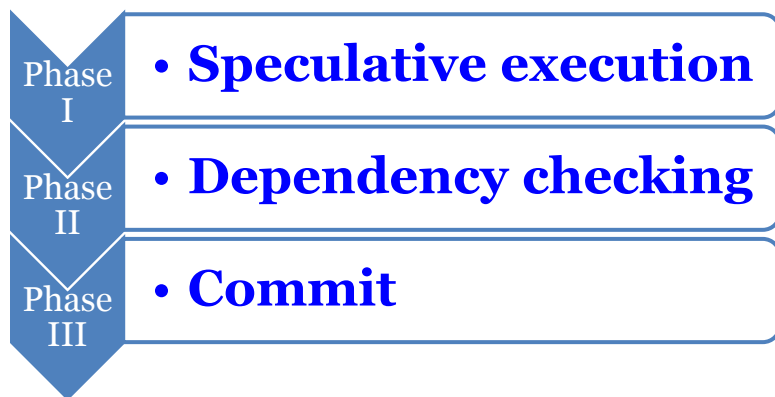 Phase
I
• Speculative execution
Phase
II
• Dependency checking
Phase
III
• Commit